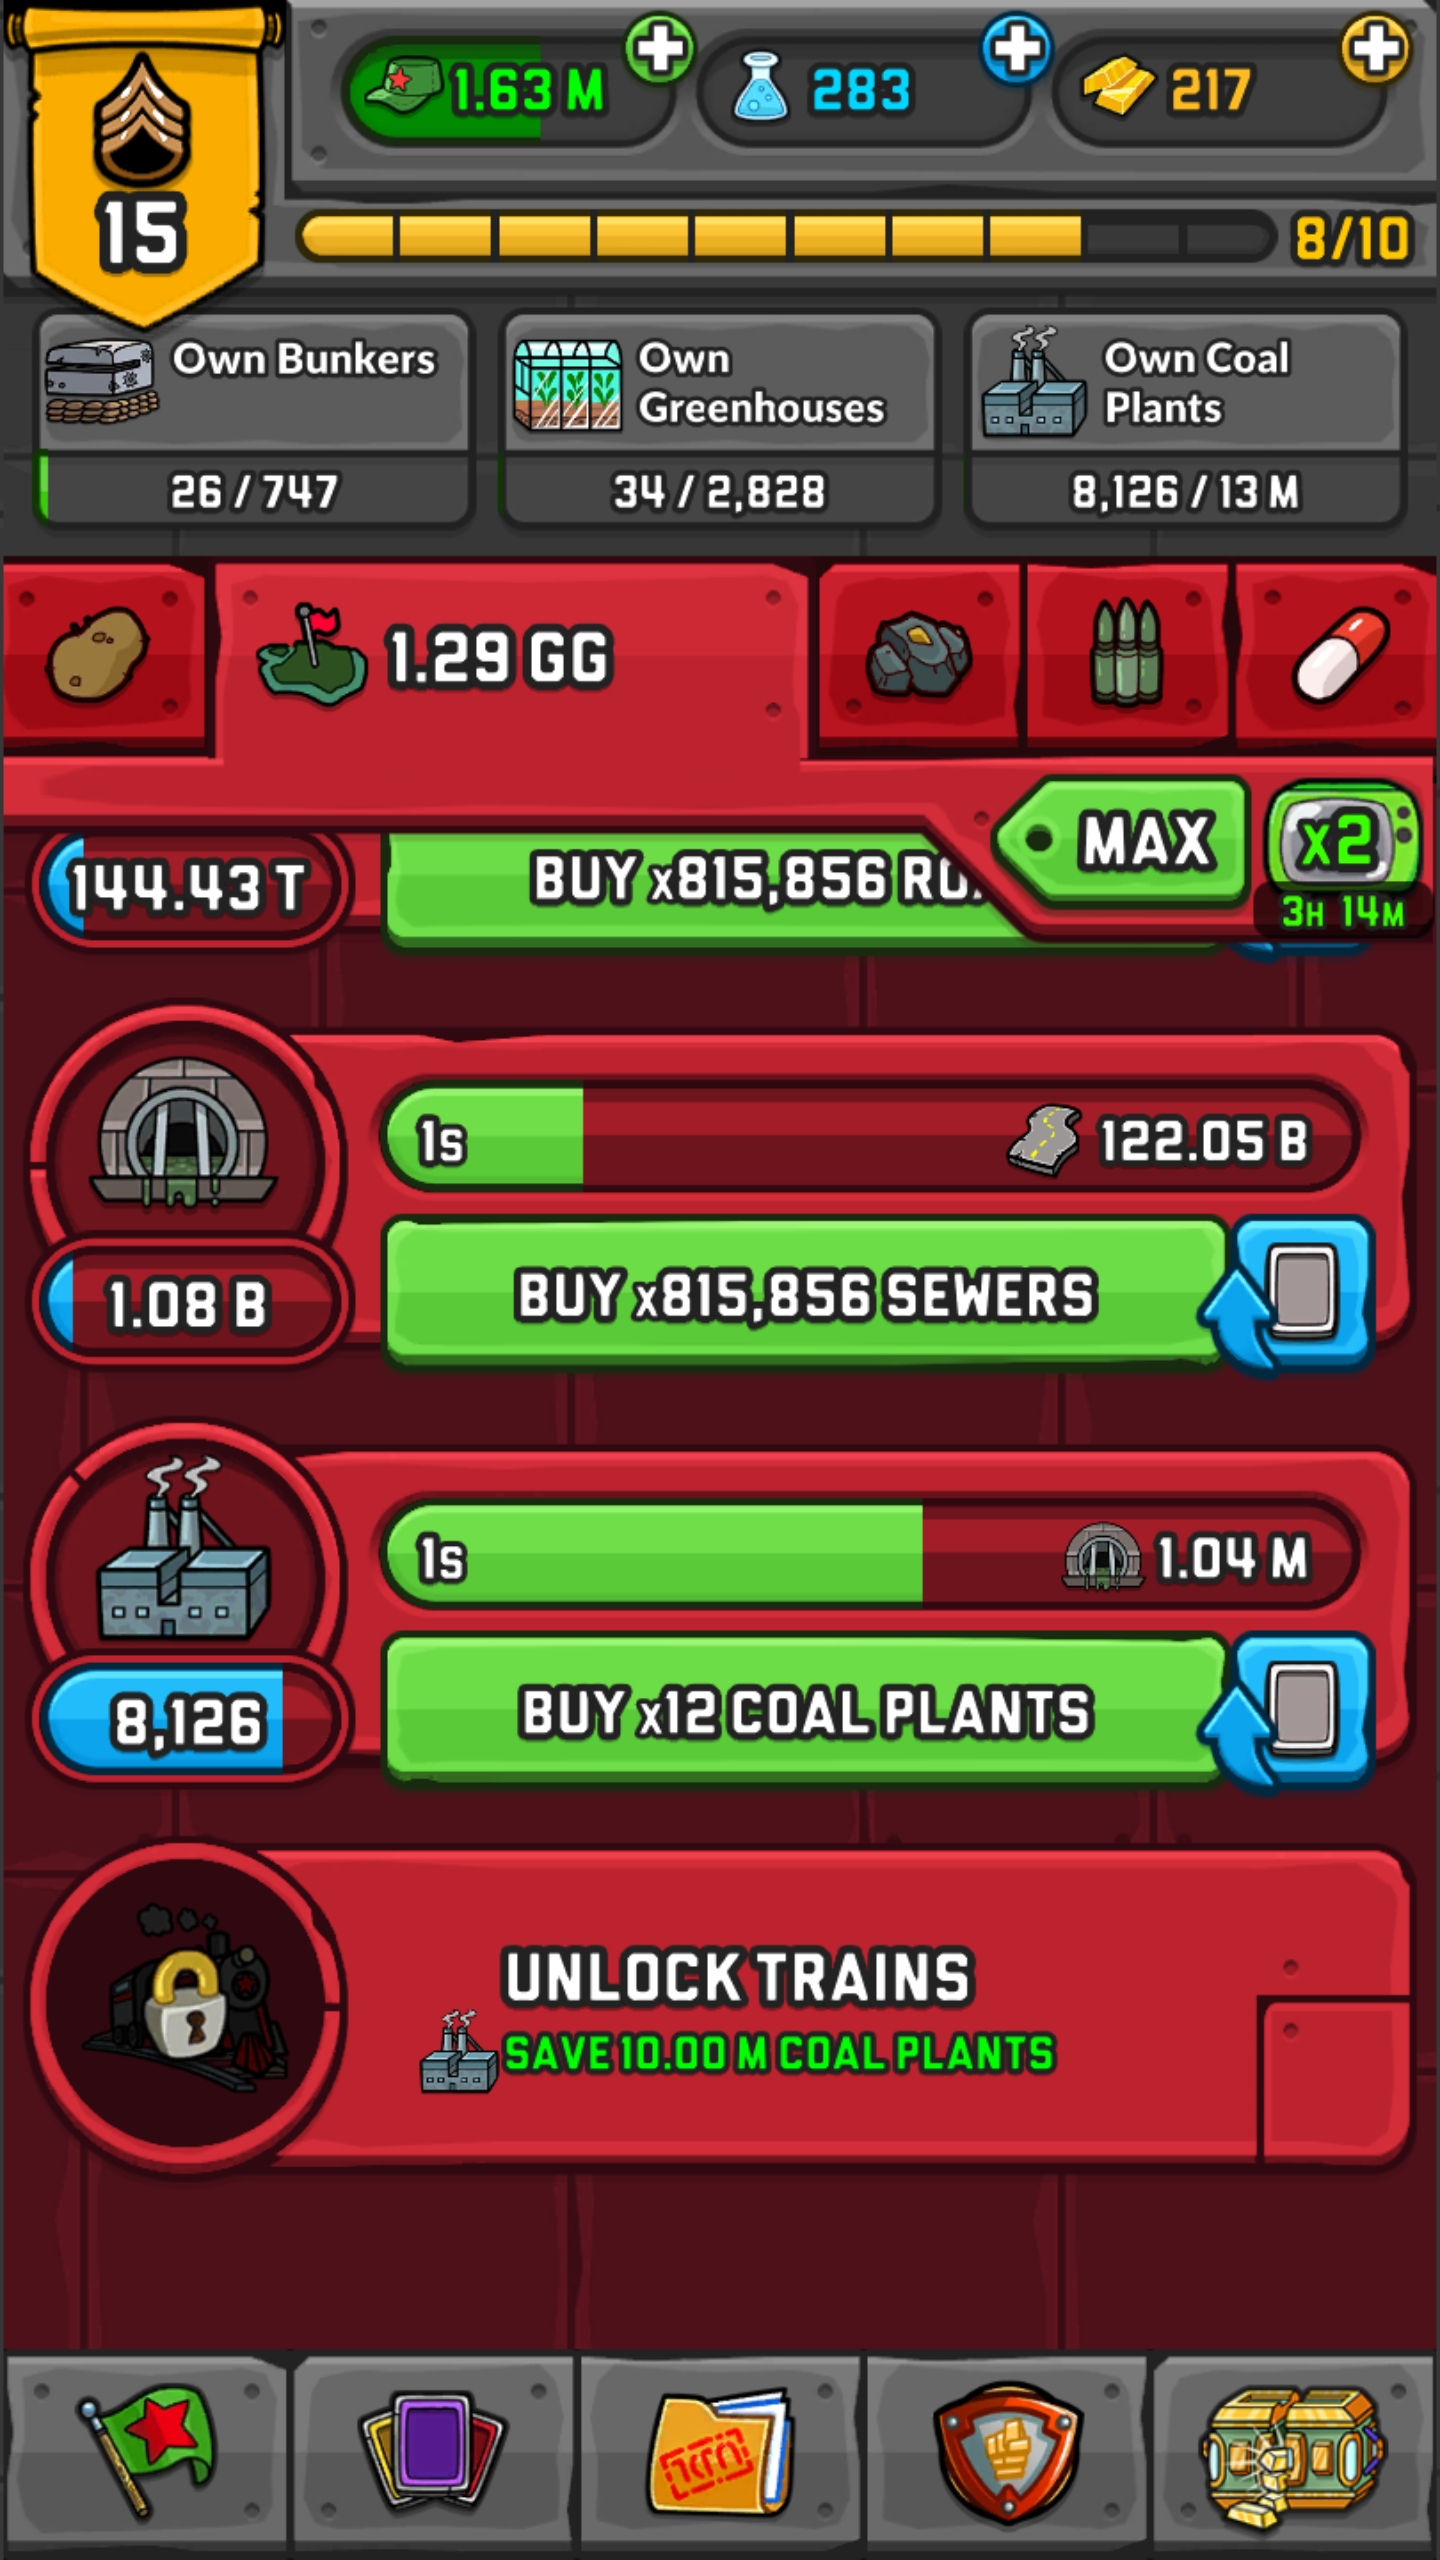 15
1.63 M
283
217
8/10
Own Bunkers
26 / 747
Own
Greenhouses
34 / 2,828
Own Coal
Plants
8,126 / 13 M
1.29 GG
MAX
x2
3H 14M
144.43 T
BUY x815,856
1s
122.05 B
1.08 B
BUY x815,856 SEWERS
1s
1.04 M
8,126
BUY x12 COAL PLANTS
UNLOCK TRAINS
SAVE 10.00 M COAL PLANTS